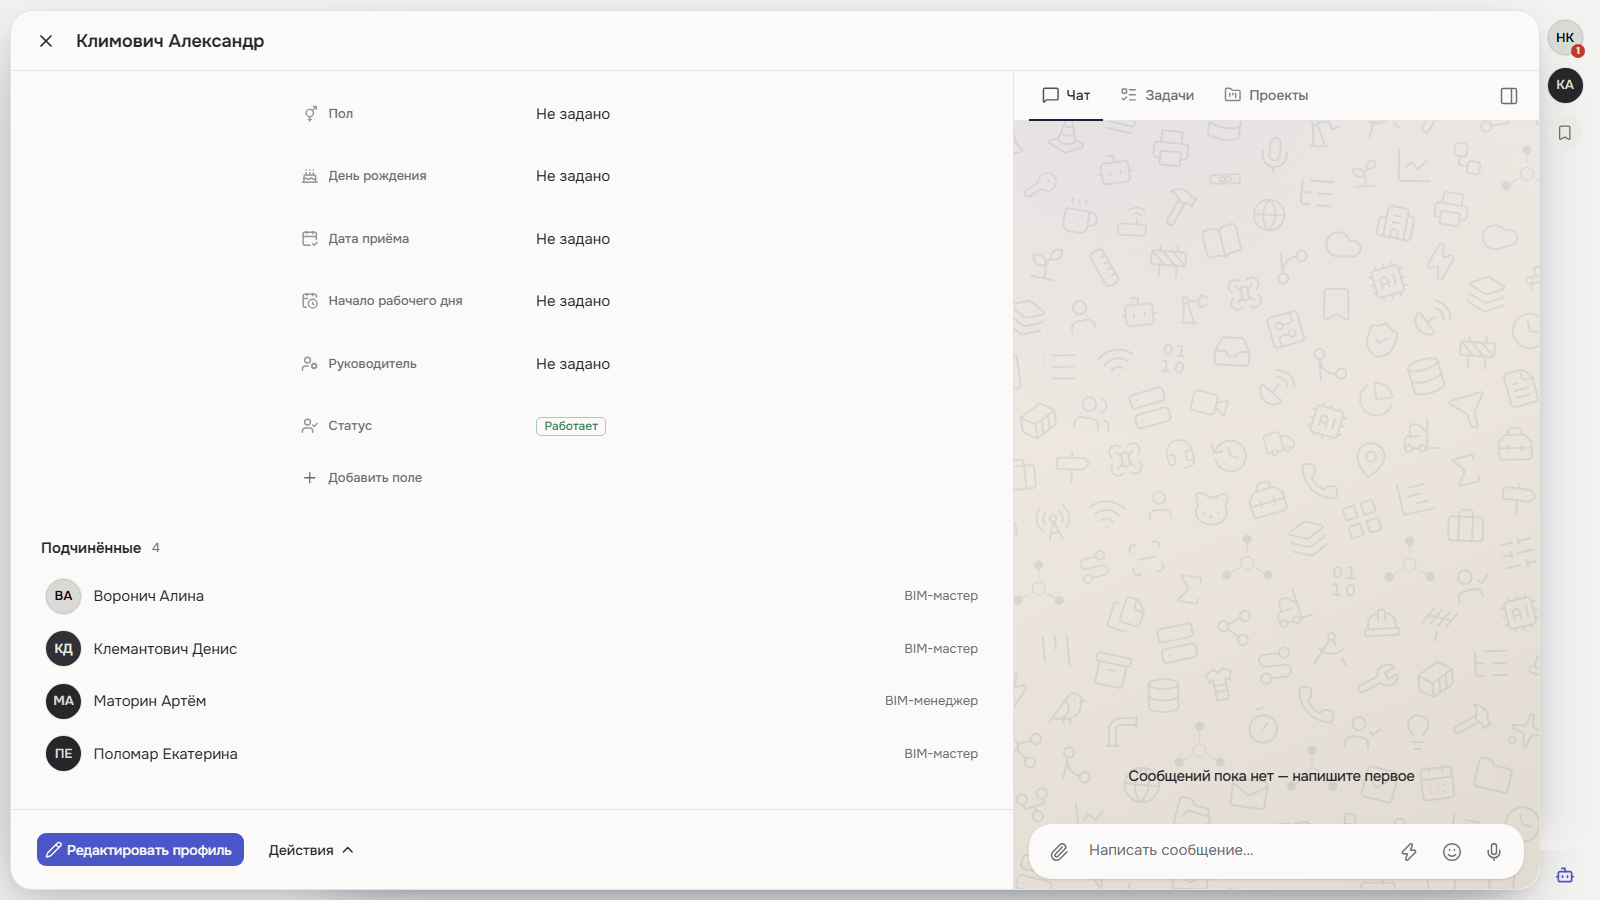 Климович Александр
НК
1
КА
Чат
Задачи
Проекты
Пол
Не задано
День рождения
Не задано
Дата приёма
Не задано
Начало рабочего дня
Не задано
Руководитель
Не задано
Статус
Работает
Добавить поле
Подчинённые 4
ВА
Воронич Алина
BIM-мастер
КД
Клемантович Денис
BIM-мастер
МА
Маторин Артём
BIM-менеджер
ПЕ
Поломар Екатерина
BIM-мастер
Сообщений пока нет — напишите первое
Редактировать профиль
Действия
Написать сообщение...